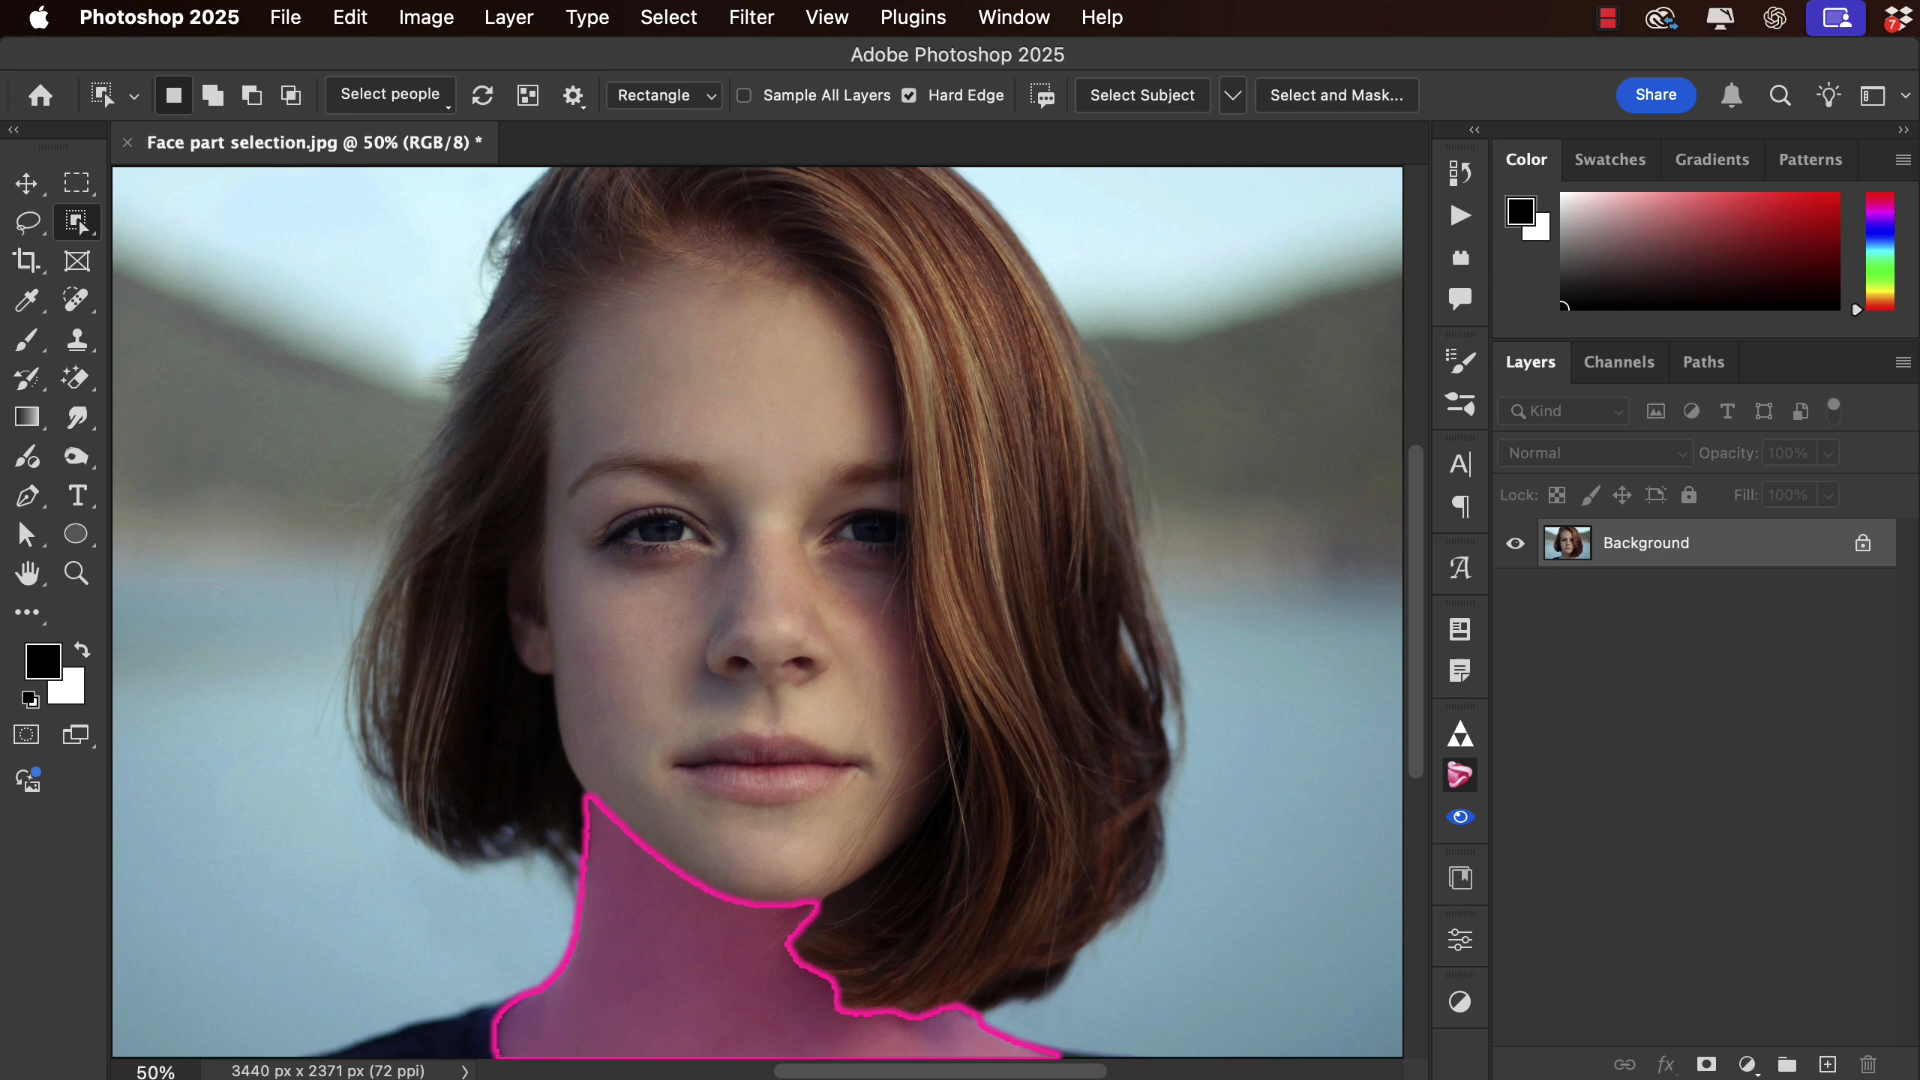 Photoshop 2025 File Edit Image Layer Type Select Filter View Plugins Window Help
7
Adobe Photoshop 2025
Select people Rectangle Sample All Layers Hard Edge Select Subject Select and Mask... Share
Face part selection.jpg @ 50% (RGB/8) *
Color Swatches Gradients Patterns
Layers Channels Paths
Kind
Normal Opacity: 100%
Lock: Fill: 100%
Background
50% 3440 px x 2371 px (72 ppi)
fx